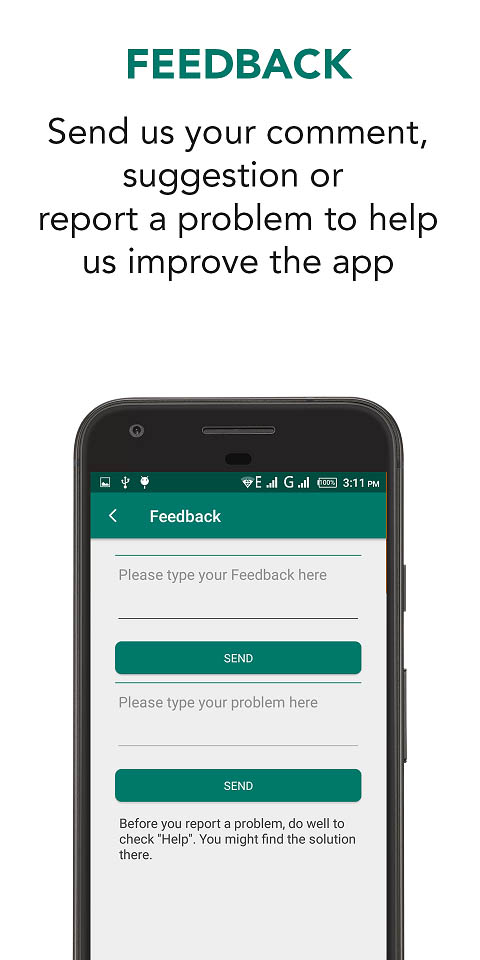 FEEDBACK
Send us your comment,
suggestion or
report a problem to help
us improve the app
E G 100% 3:11 PM
Feedback
Please type your Feedback here
SEND
Please type your problem here
SEND
Before you report a problem, do well to
check "Help". You might find the solution
there.